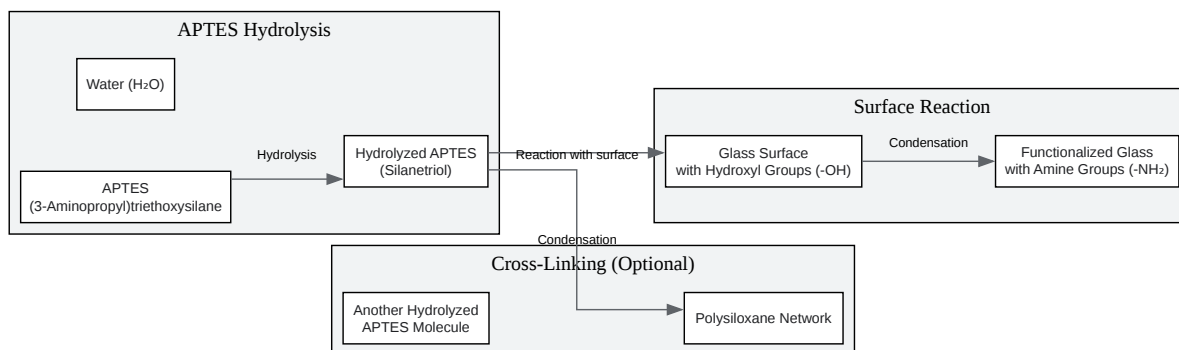 APTES Hydrolysis
Water (H₂O)
Hydrolysis
APTES
(3-Aminopropyl)triethoxysilane
Hydrolyzed APTES
(Silanetriol)
Reaction with surface
Surface Reaction
Glass Surface
with Hydroxyl Groups (-OH)
Condensation
Functionalized Glass
with Amine Groups (-NH₂)
Condensation
Cross-Linking (Optional)
Another Hydrolyzed
APTES Molecule
Polysiloxane Network